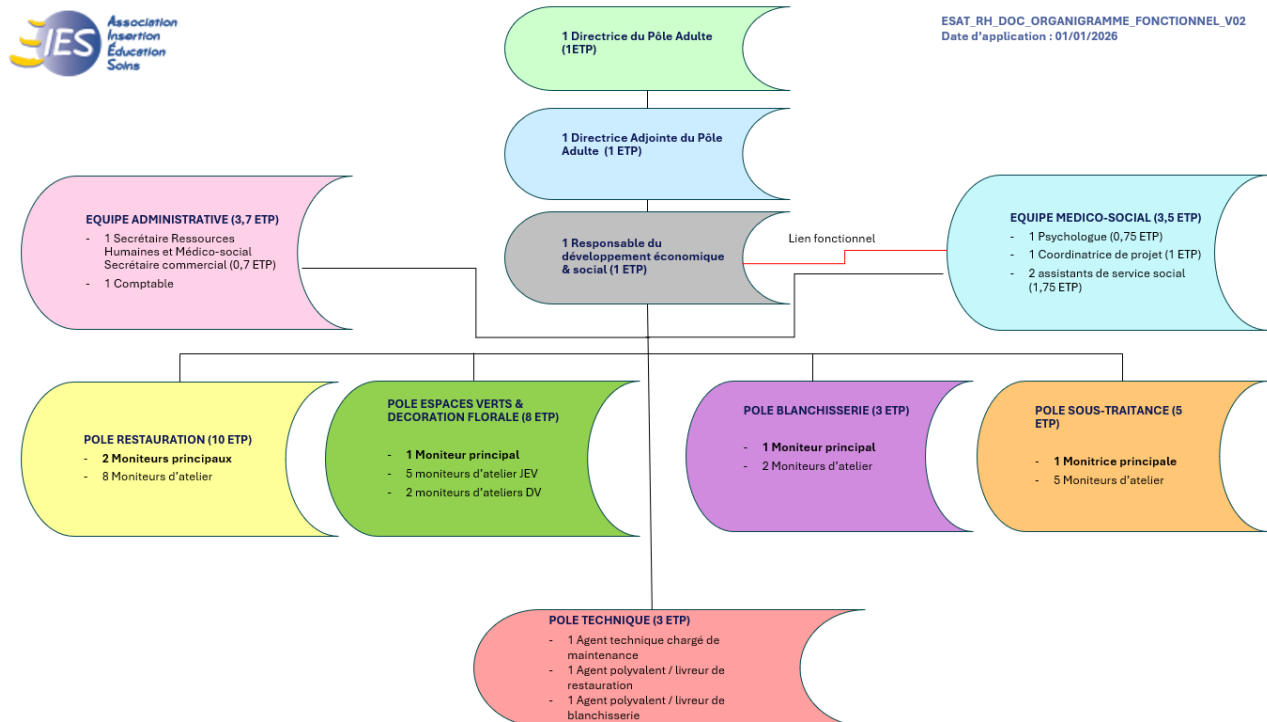 IES
Association
Insertion
Éducation
Soins
ESAT_RH_DOC_ORGANIGRAMME_FONCTIONNEL_V02
Date d'application : 01/01/2026
1 Directrice du Pôle Adulte
(1ETP)
1 Directrice Adjointe du Pôle
Adulte (1 ETP)
EQUIPE ADMINISTRATIVE (3,7 ETP)
- 1 Secrétaire Ressources
Humaines et Médico-social
Secrétaire commercial (0,7 ETP)
- 1 Comptable
1 Responsable du
développement économique
& social (1 ETP)
Lien fonctionnel
EQUIPE MEDICO-SOCIAL (3,5 ETP)
- 1 Psychologue (0,75 ETP)
- 1 Coordinatrice de projet (1 ETP)
- 2 assistants de service social
(1,75 ETP)
POLE RESTAURATION (10 ETP)
- 2 Moniteurs principaux
- 8 Moniteurs d'atelier
POLE ESPACES VERTS &
DECORATION FLORALE (8 ETP)
- 1 Moniteur principal
- 5 moniteurs d'atelier JEV
- 2 moniteurs d'ateliers DV
POLE BLANCHISSERIE (3 ETP)
- 1 Moniteur principal
- 2 Moniteurs d'atelier
POLE SOUS-TRAITANCE (5
ETP)
- 1 Monitrice principale
- 5 Moniteurs d'atelier
POLE TECHNIQUE (3 ETP)
- 1 Agent technique chargé de
maintenance
- 1 Agent polyvalent / livreur de
restauration
- 1 Agent polyvalent / livreur de
blanchisserie